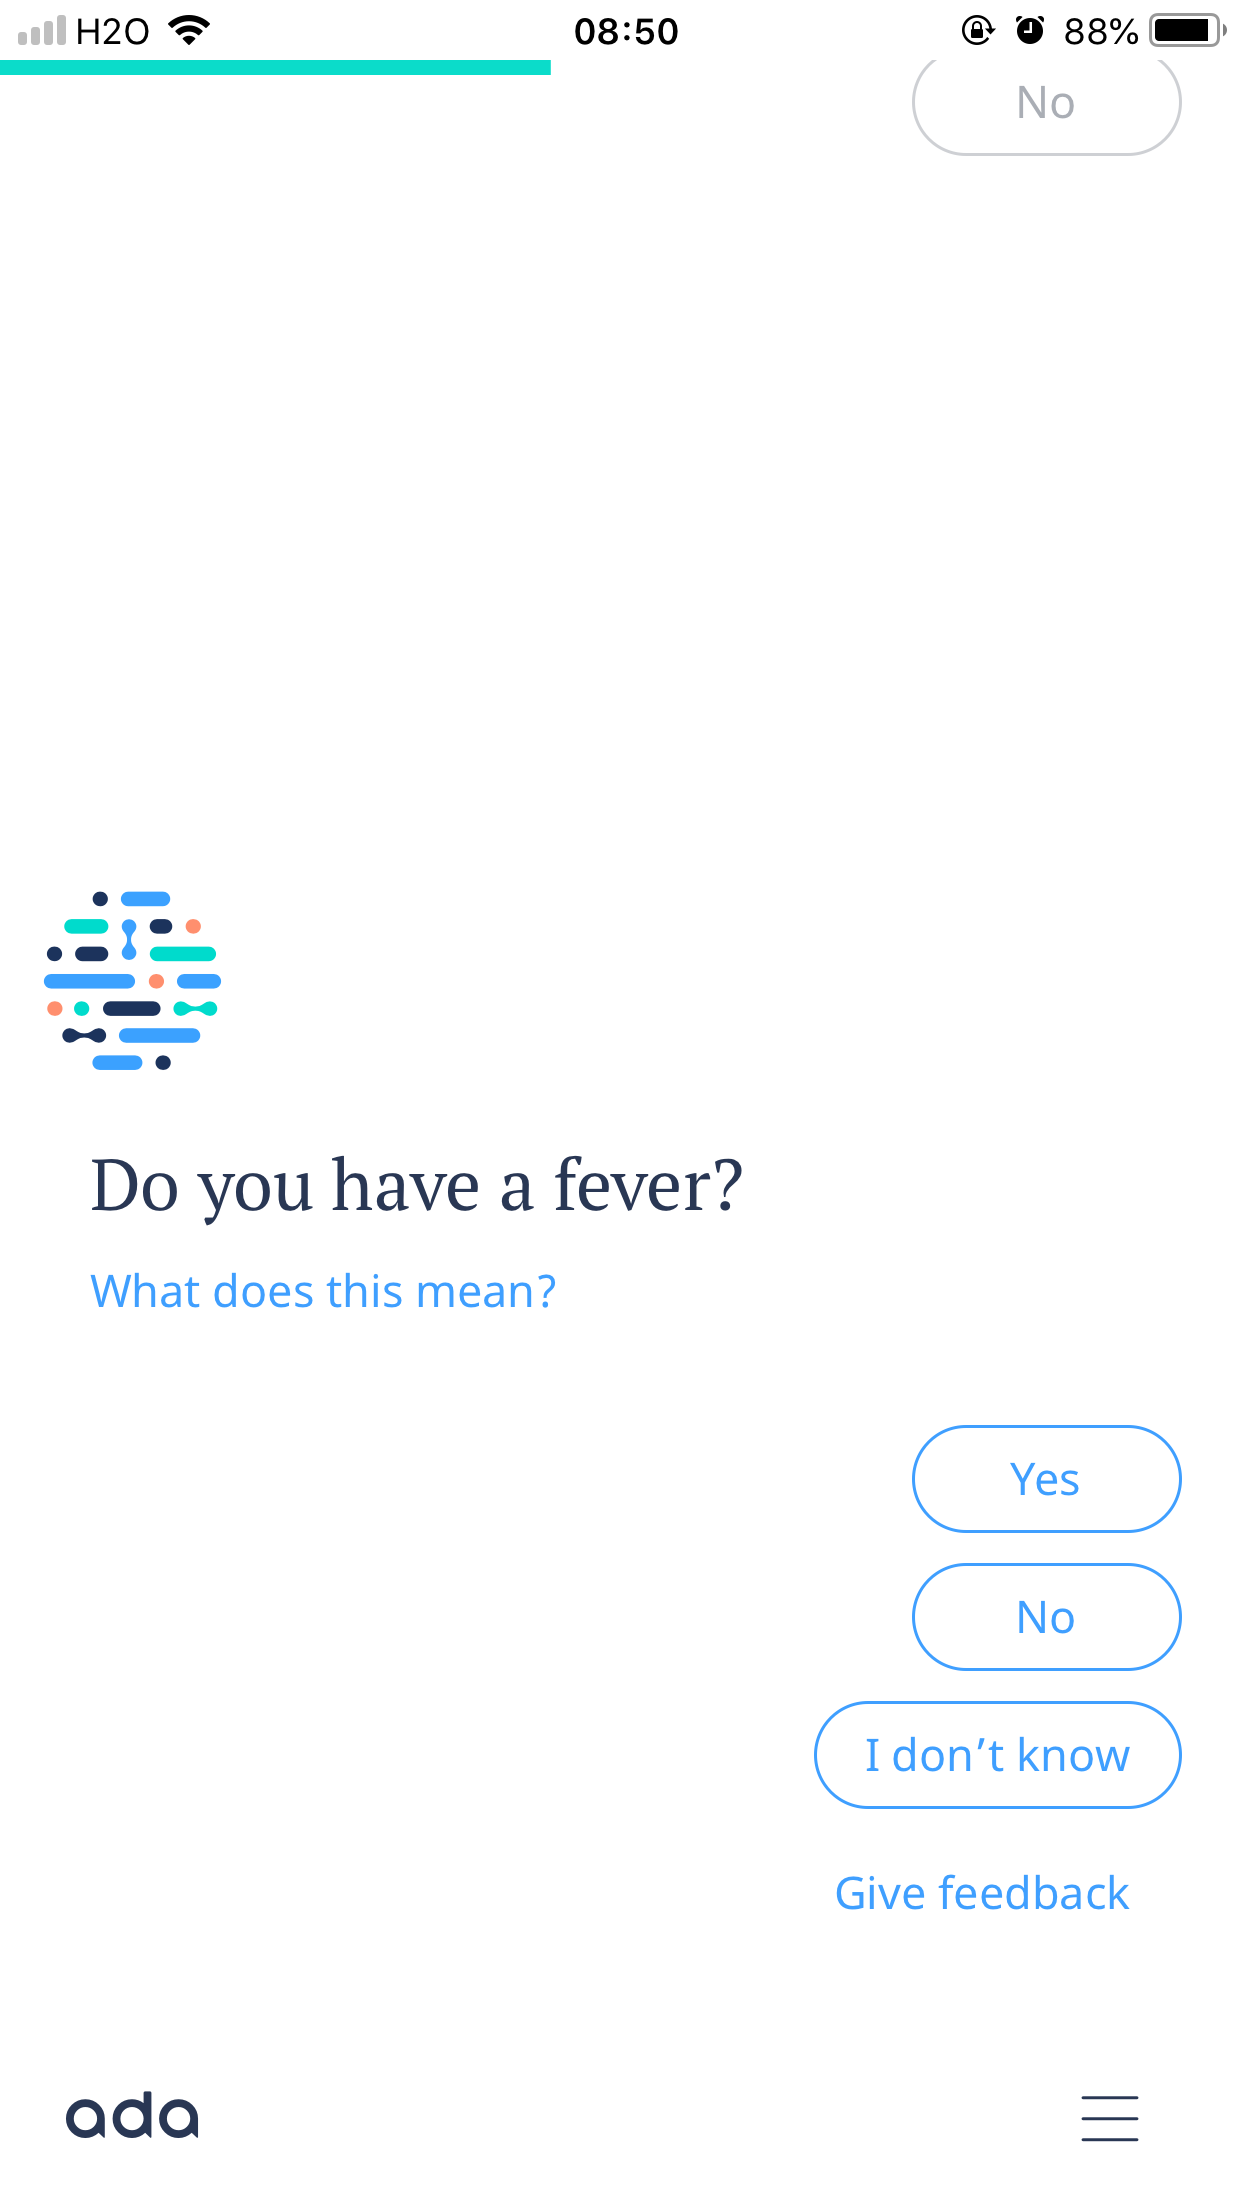 H2O 08:50 88%
No
Do you have a fever?
What does this mean?
Yes
No
I don’t know
Give feedback
ada